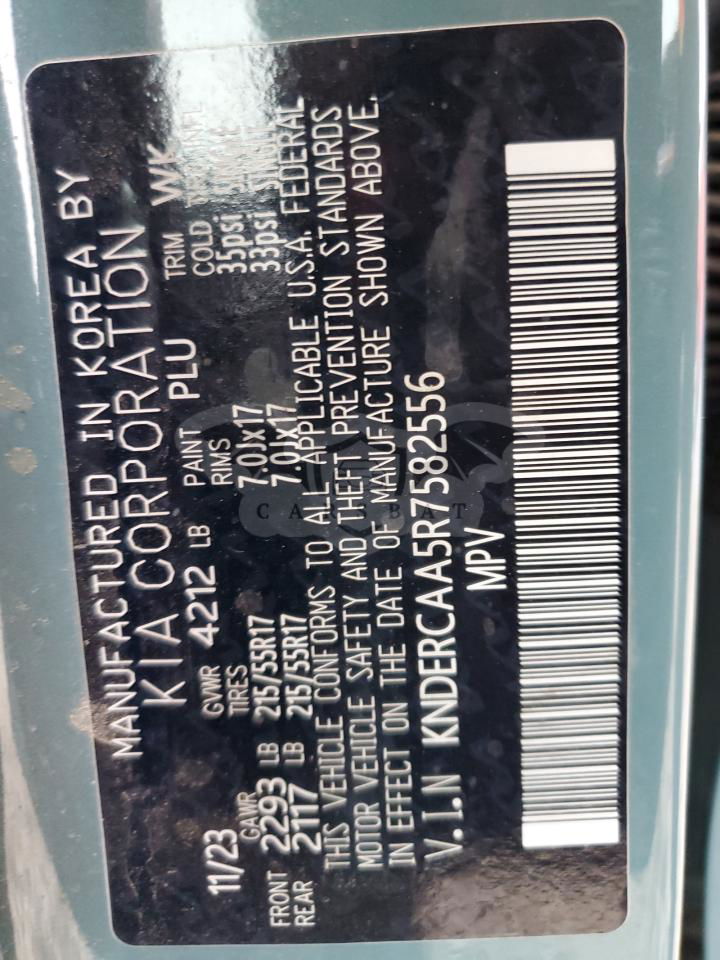 MANUFACTURED IN KOREA BY
KIA CORPORATION
11/23 GVWR 4212 LB PAINT PLU TRIM WK
GAWR TIRES RIMS COLD
FRONT 2293 LB 215/55R17 7.0Jx17 35psi SINGLE
REAR 2117 LB 215/55R17 7.0Jx17 33psi SINGLE
THIS VEHICLE CONFORMS TO ALL APPLICABLE U.S.A. FEDERAL
MOTOR VEHICLE SAFETY AND THEFT PREVENTION STANDARDS
IN EFFECT ON THE DATE OF MANUFACTURE SHOWN ABOVE.
V.I.N KNDERCAA5R7582556
MPV
CARSBAT